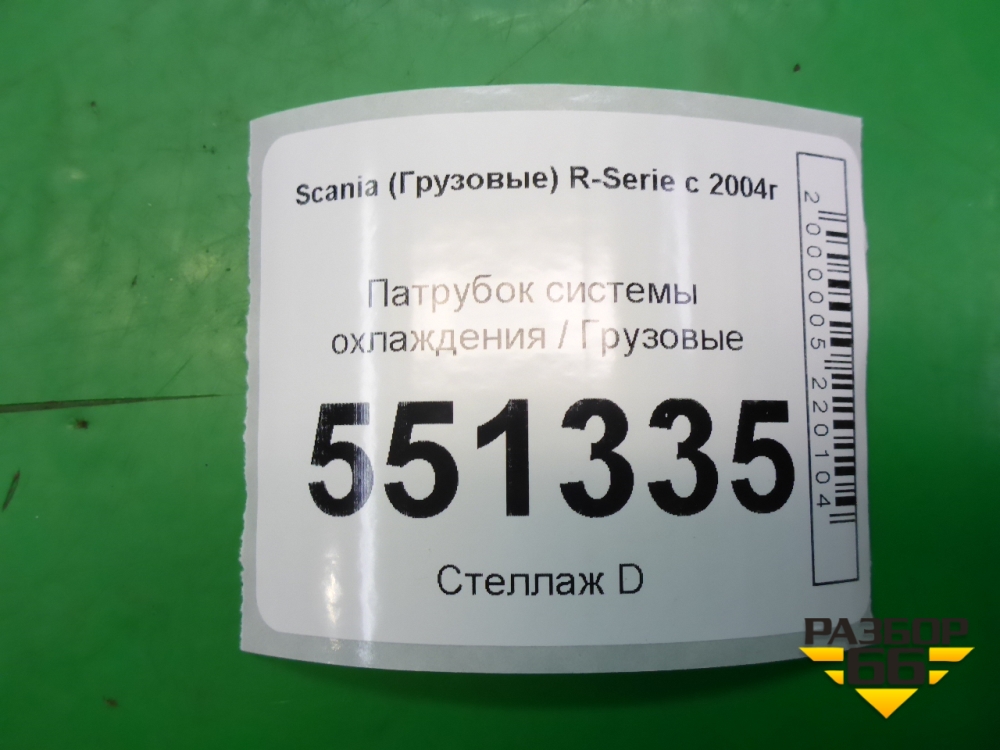 Scania (Грузовые) R-Serie с 2004г
Патрубок системы
охлаждения / Грузовые
551335
Стеллаж D
2000005220104
РАЗБОР
66